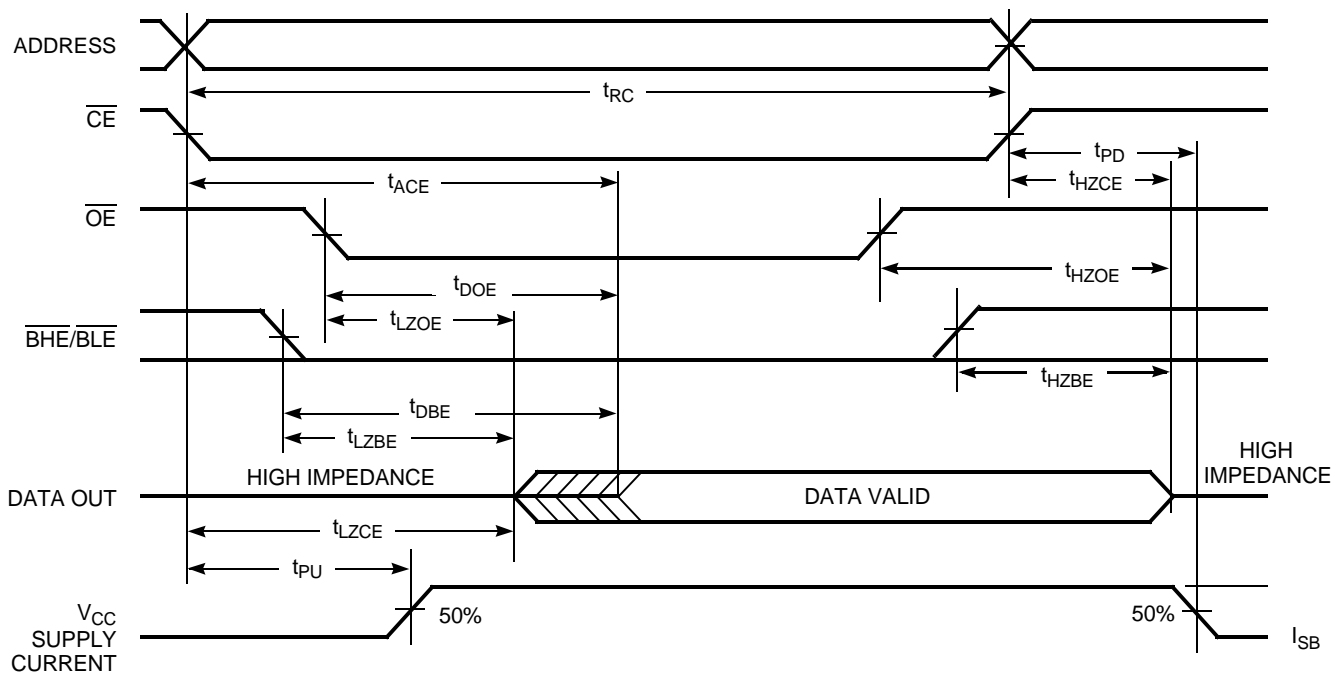 ADDRESS
tRC
CE
tPD
tACE
tHZCE
OE
tHZOE
tDOE
tLZOE
BHE/BLE
tHZBE
tDBE
tLZBE
HIGH IMPEDANCE
HIGH
IMPEDANCE
DATA OUT
DATA VALID
tLZCE
tPU
VCC
SUPPLY
CURRENT
50%
50%
ISB